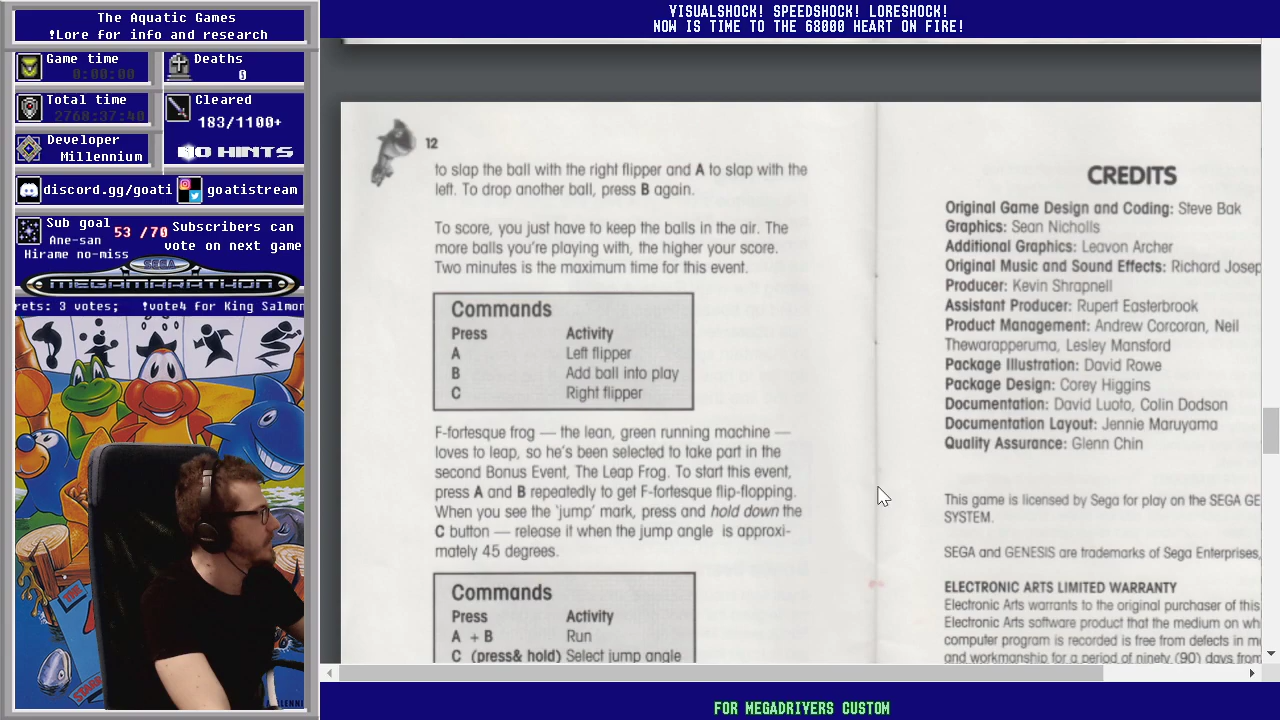 The Aquatic Games
!Lore for info and research
Game time
0:00:00
Deaths
0
Total time
2768:37:40
Cleared
183/1100+
Developer
Millennium
NO HINTS
discord.gg/goati
goatistream
Sub goal
53 /70
Ane-san
Hirame no-miss
Subscribers can
vote on next game
SEGA
MEGAMARATHON
rets: 3 votes; !vote4 for King Salmon
VISUALSHOCK! SPEEDSHOCK! LORESHOCK!
NOW IS TIME TO THE 68000 HEART ON FIRE!
12
to slap the ball with the right flipper and A to slap with the
left. To drop another ball, press B again.
To score, you just have to keep the balls in the air. The
more balls you're playing with, the higher your score.
Two minutes is the maximum time for this event.
Commands
Press Activity
A Left flipper
B Add ball into play
C Right flipper
F-fortesque frog — the lean, green running machine —
loves to leap, so he's been selected to take part in the
second Bonus Event, The Leap Frog. To start this event,
press A and B repeatedly to get F-fortesque flip-flopping.
When you see the 'jump' mark, press and hold down the
C button — release it when the jump angle is approxi-
mately 45 degrees.
Commands
Press Activity
A + B Run
C (press& hold) Select jump angle
CREDITS
Original Game Design and Coding: Steve Bak
Graphics: Sean Nicholls
Additional Graphics: Leavon Archer
Original Music and Sound Effects: Richard Josep
Producer: Kevin Shrapnell
Assistant Producer: Rupert Easterbrook
Product Management: Andrew Corcoran, Neil
Thewarapperuma, Lesley Mansford
Package Illustration: David Rowe
Package Design: Corey Higgins
Documentation: David Luoto, Colin Dodson
Documentation Layout: Jennie Maruyama
Quality Assurance: Glenn Chin
This game is licensed by Sega for play on the SEGA GE
SYSTEM.
SEGA and GENESIS are trademarks of Sega Enterprises,
ELECTRONIC ARTS LIMITED WARRANTY
Electronic Arts warrants to the original purchaser of this
Electronic Arts software product that the medium on wh
computer program is recorded is free from defects in m
and workmanship for a period of ninety (90) days from
FOR MEGADRIVERS CUSTOM